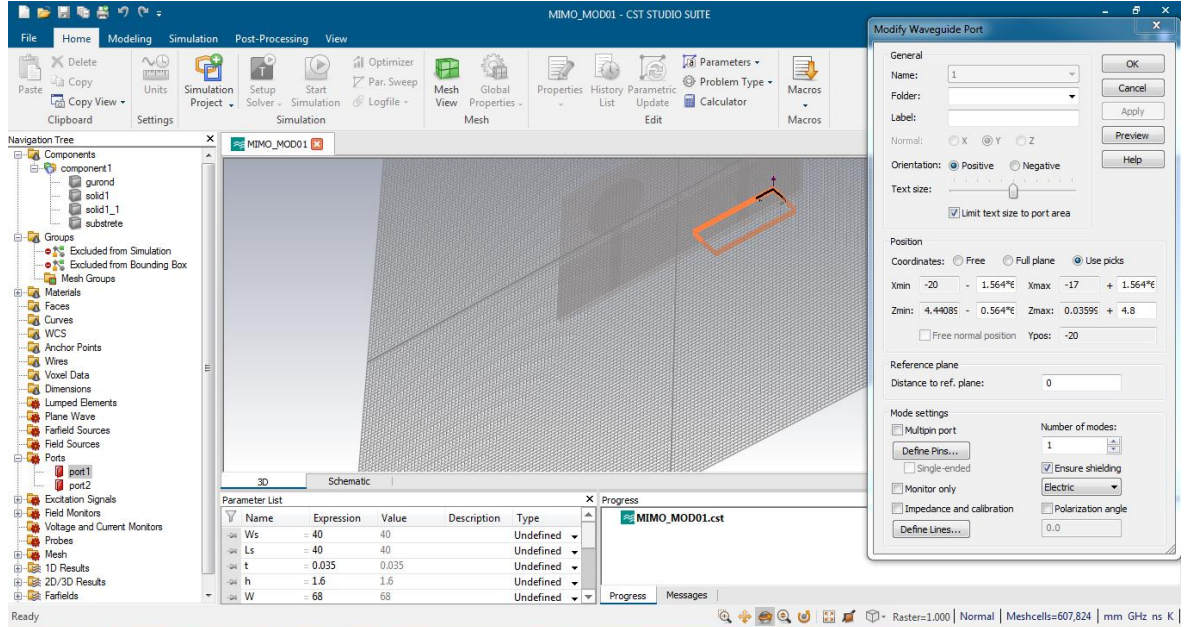 MIMO_MOD01 - CST STUDIO SUITE
File Home Modeling Simulation Post-Processing View
Paste Delete Copy Copy View Clipboard
Units Settings
Simulation Project Setup Solver Start Simulation Optimizer Par. Sweep Logfile Simulation
Mesh View Global Properties Mesh
Properties History List Parametric Update Parameters Problem Type Calculator Edit
Macros Macros
Navigation Tree
MIMO_MOD01
Components
component1
gurond
solid1
solid1_1
substrete
Groups
Excluded from Simulation
Excluded from Bounding Box
Mesh Groups
Materials
Faces
Curves
WCS
Anchor Points
Wires
Voxel Data
Dimensions
Lumped Elements
Plane Wave
Farfield Sources
Field Sources
Ports
port1
port2
Excitation Signals
Field Monitors
Voltage and Current Monitors
Probes
Mesh
1D Results
2D/3D Results
Farfields
3D Schematic
Parameter List
Name Expression Value Description Type
Ws = 40 40 Undefined
Ls = 40 40 Undefined
t = 0.035 0.035 Undefined
h = 1.6 1.6 Undefined
W = 68 68 Undefined
Progress
MIMO_MOD01.cst
Progress Messages
Modify Waveguide Port
General
Name: 1
Folder:
Label:
Normal: X Y Z
Orientation: Positive Negative
Text size:
Limit text size to port area
OK
Cancel
Apply
Preview
Help
Position
Coordinates: Free Full plane Use picks
Xmin -20 - 1.564*6 Xmax -17 + 1.564*6
Zmin: 4.44089 - 0.564*6 Zmax: 0.03599 + 4.8
Free normal position Ypos: -20
Reference plane
Distance to ref. plane: 0
Mode settings
Multipin port Number of modes:
Define Pins... 1
Single-ended Ensure shielding
Monitor only Electric
Impedance and calibration Polarization angle
Define Lines... 0.0
Ready
Raster=1.000 Normal Meshcells=607,824 mm GHz ns K